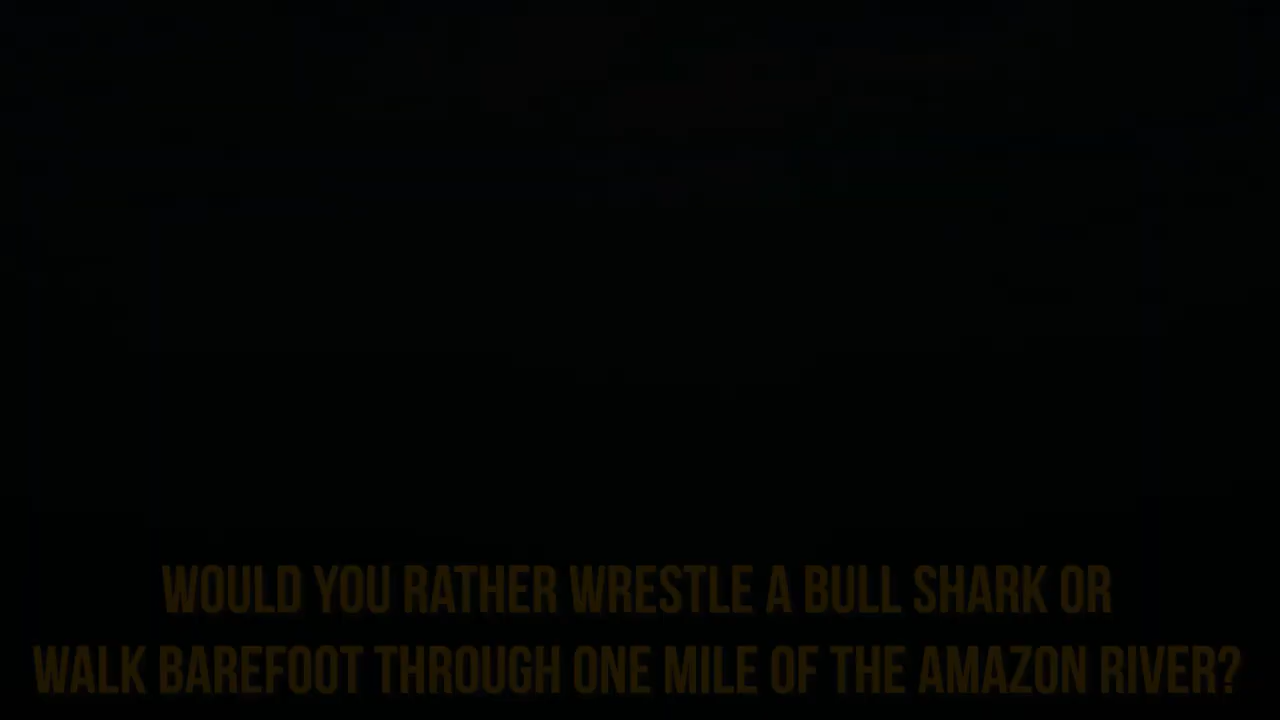 WOULD YOU RATHER WRESTLE A BULL SHARK OR
WALK BAREFOOT THROUGH ONE MILE OF THE AMAZON RIVER?